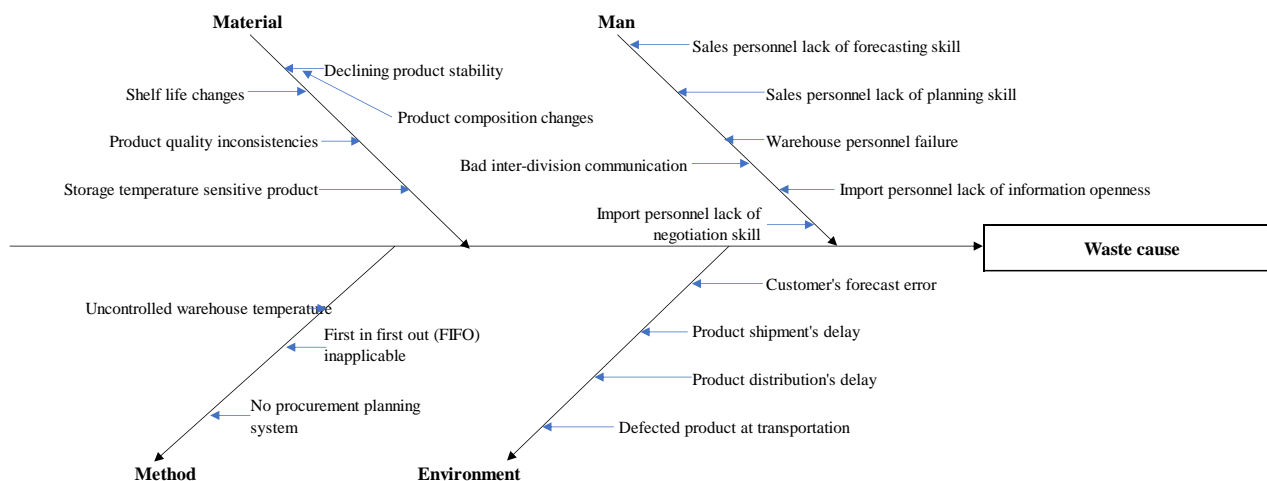 Material
Declining product stability
Shelf life changes
Product composition changes
Product quality inconsistencies
Storage temperature sensitive product
Man
Sales personnel lack of forecasting skill
Sales personnel lack of planning skill
Warehouse personnel failure
Bad inter-division communication
Import personnel lack of information openness
Import personnel lack of
negotiation skill
Waste cause
Uncontrolled warehouse temperature
First in first out (FIFO)
inapplicable
No procurement planning
system
Method
Customer's forecast error
Product shipment's delay
Product distribution's delay
Defected product at transportation
Environment